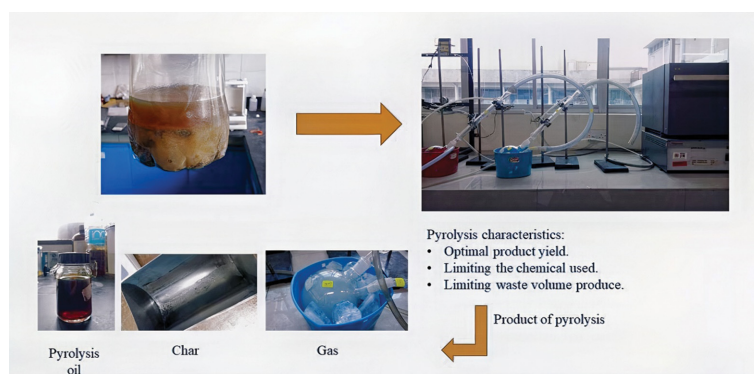 Pyrolysis characteristics:
• Optimal product yield.
• Limiting the chemical used.
• Limiting waste volume produce.
Product of pyrolysis
Pyrolysis
oil
Char
Gas